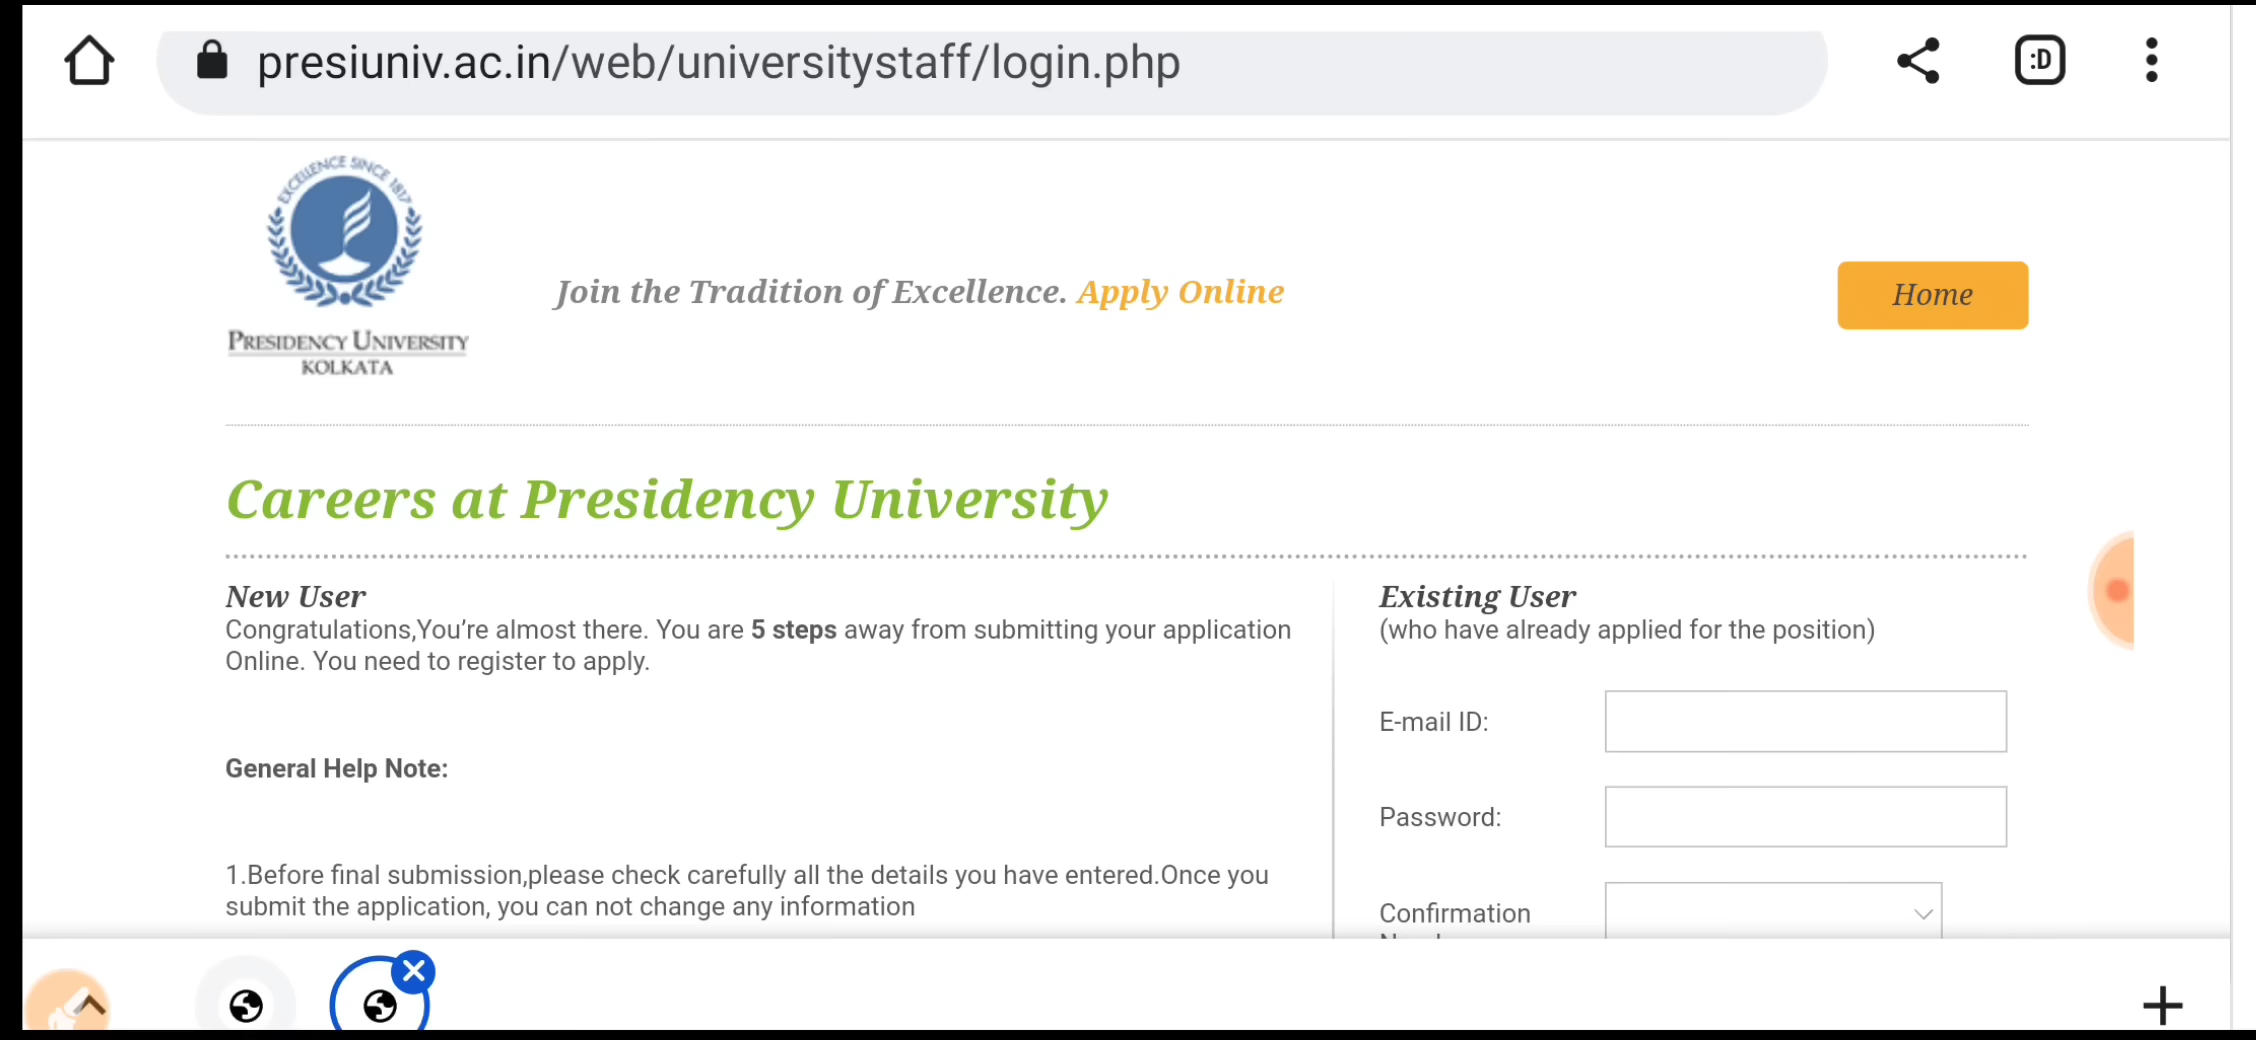 presiuniv.ac.in/web/universitystaff/login.php
:D
EXCELLENCE SINCE 1817
PRESIDENCY UNIVERSITY
KOLKATA
Join the Tradition of Excellence. Apply Online
Home
Careers at Presidency University
New User
Congratulations,You’re almost there. You are 5 steps away from submitting your application
Online. You need to register to apply.
General Help Note:
1.Before final submission,please check carefully all the details you have entered.Once you
submit the application, you can not change any information
Existing User
(who have already applied for the position)
E-mail ID:
Password:
Confirmation